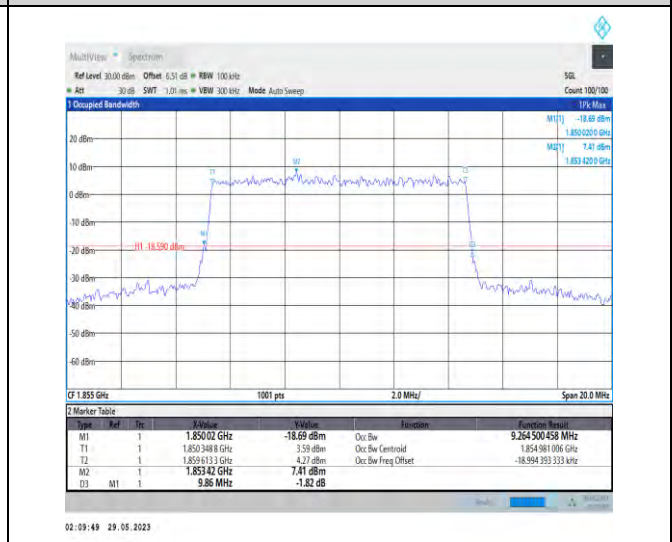 MultiView Spectrum
Ref Level 30.00 dBm Offset 6.51 dB RBW 100 kHz SGL
Att 30 dB SWT 1.01 ms VBW 300 kHz Mode Auto Sweep Count 100/100
1 Occupied Bandwidth 1Pk Max
M1[1] -18.69 dBm
1.850 020 0 GHz
M2[1] 7.41 dBm
1.853 420 0 GHz
20 dBm
10 dBm
0 dBm
-10 dBm
-20 dBm
-30 dBm
-40 dBm
-50 dBm
-60 dBm
T1
M2
M1
H1 -18.590 dBm
CF 1.855 GHz 1001 pts 2.0 MHz/ Span 20.0 MHz
2 Marker Table
Type Ref Trc X-Value Y-Value Function Function Result
M1 1 1.850 02 GHz -18.69 dBm Occ Bw 9.264 500 458 MHz
T1 1 1.850 348 8 GHz 3.59 dBm Occ Bw Centroid 1.854 981 006 GHz
T2 1 1.859 613 3 GHz 4.27 dBm Occ Bw Freq Offset -18.994 393 333 kHz
M2 1 1.853 42 GHz 7.41 dBm
D3 M1 1 9.86 MHz -1.82 dB
02:09:49 29.05.2023